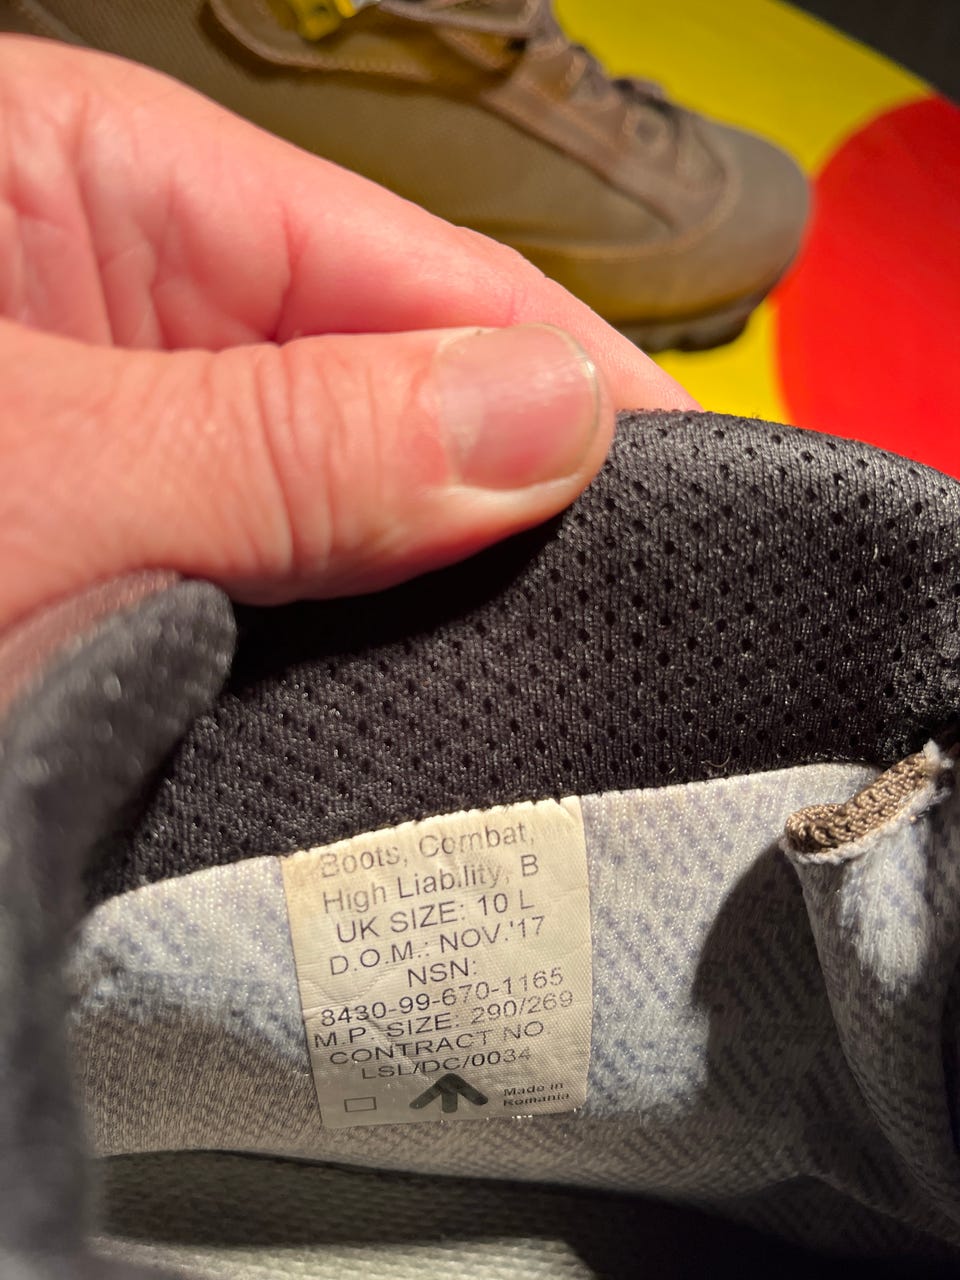 Boots, Combat,
High Liability, B
UK SIZE: 10 L
D.O.M.: NOV.'17
NSN:
8430-99-670-1165
M.P. SIZE: 290/269
CONTRACT NO.
LSL/DC/0034
Made in
Romania